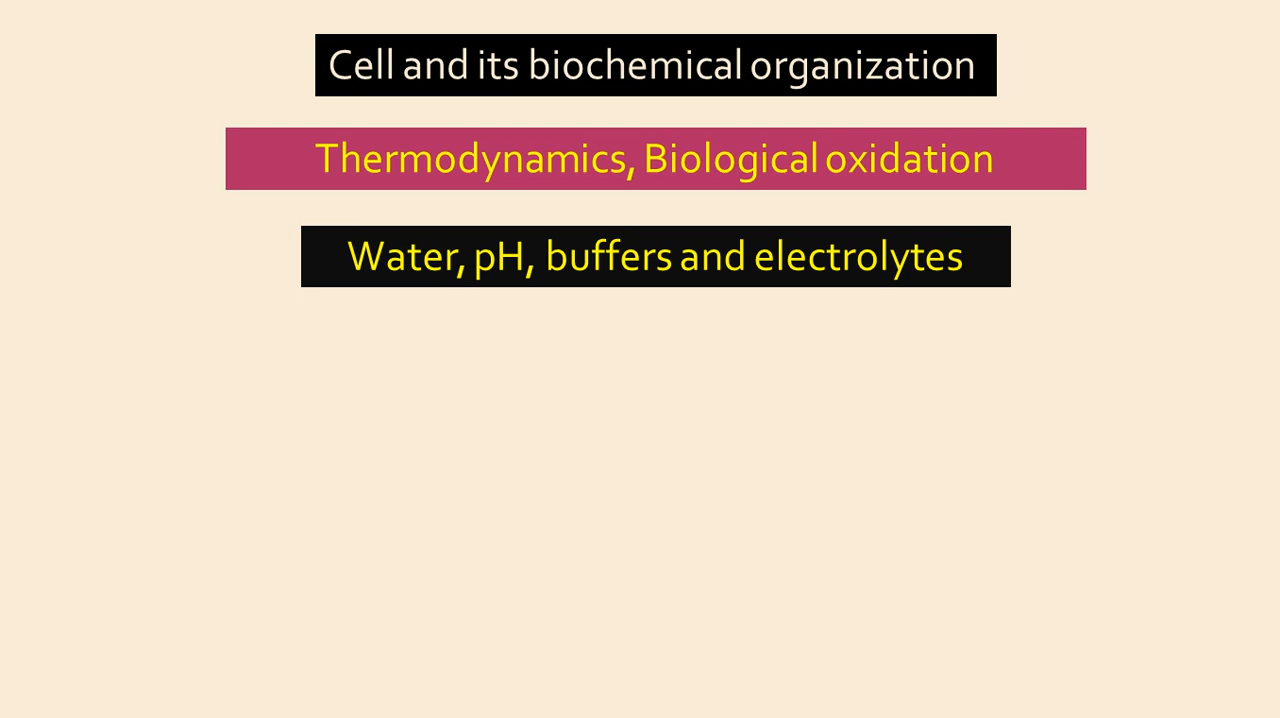 Cell and its biochemical organization
Thermodynamics, Biological oxidation
Water, pH, buffers and electrolytes